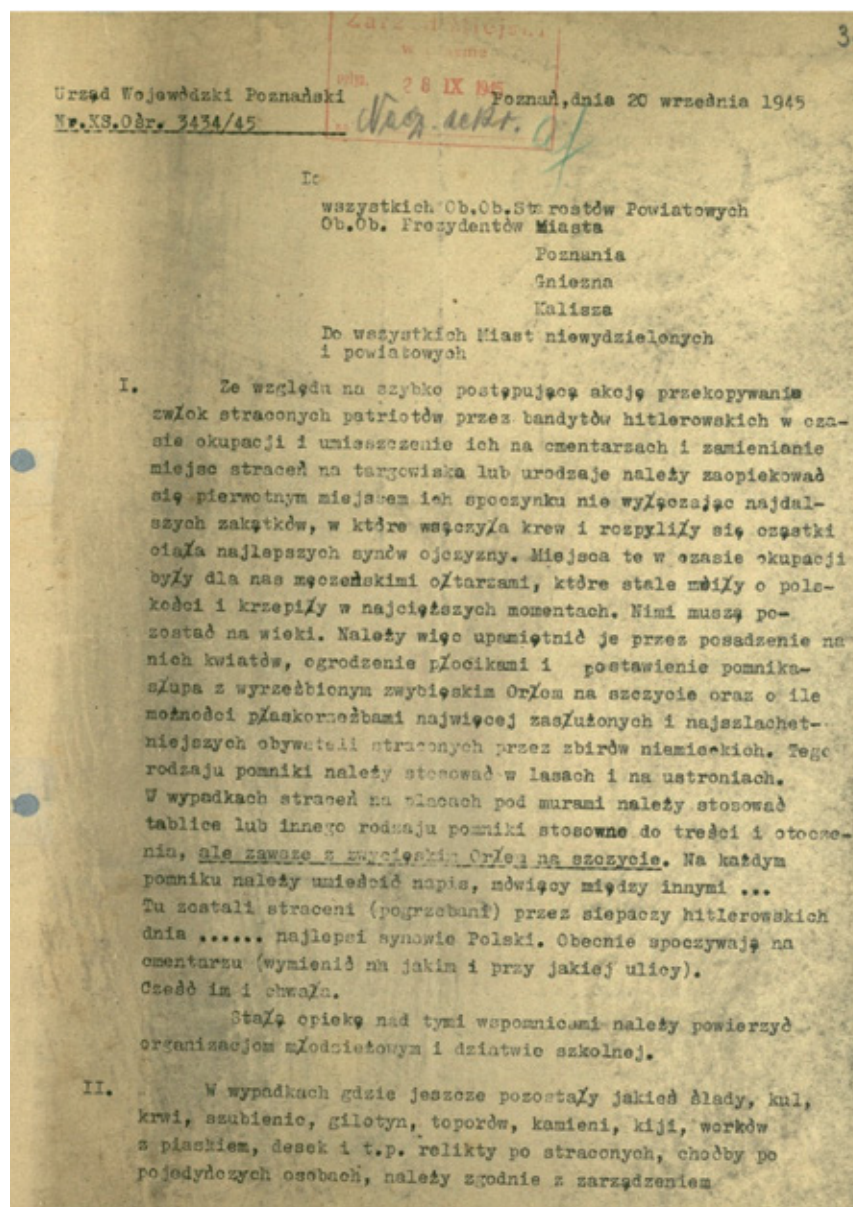 3
Zarząd Miejski
28 IX 1945
Urząd Wojewódzki Poznański
Poznań,dnia 20 września 1945
Nr.KS.Ośr. 3434/45
Nacz. sekr.
wszystkich Ob.Ob.Starostów Powiatowych
Ob.Ob. Prezydentów Miasta
Poznania
Gniezna
Kalisza
Do wszystkich Miast niewydzielonych
i powiatowych
I. Ze względu na szybko postępującą akcję przekopywania
zwłok straconych patriotów przez bandytów hitlerowskich w cza-
sie okupacji i umieszczenie ich na cmentarzach i zamienianie
miejsc straceń na targowiska lub urodzaje należy zaopiekować
się pierwotnym miejscem ich spoczynku nie wyłączając najdal-
szych zakątków, w które wsączyła krew i rozpyliły się cząstki
ciała najlepszych synów ojczyzny. Miejsca te w czasie okupacji
były dla nas męczeńskimi ołtarzami, które stale mówiły o pols-
kości i krzepiły w najcięższych momentach. Nimi muszą po-
zostać na wieki. Należy więc upamiętnić je przez posadzenie na
nich kwiatów, ogrodzenie płocikami i postawienie pomnika-
słupa z wyrzeźbionym zwybięskim Orłom na szczycie oraz o ile
możności płaskorzeźbami najwięcej zasłużonych i najszlachet-
niejszych obywateli straconych przez zbirów niemieckich. Tego
rodzaju pomniki należy stosować w lasach i na ustroniach.
W wypadkach straceń na placach pod murami należy stosować
tablice lub innego rodzaju pomniki stosowne do treści i otocze-
nia, ale zawsze z zwycięskim Orłem na szczycie. Na każdym
pomniku należy umieścić napis, mówiący między innymi ...
Tu zostali straceni (pogrzebani) przez siepaczy hitlerowskich
dnia ...... najlepsi synowie Polski. Obecnie spoczywają na
cmentarzu (wymienić na jakim i przy jakiej ulicy).
Cześć im i chwała.
Stałą opiekę nad tymi wspomnicami należy powierzyć
organizacjom młodzieżowym i dziatwie szkolnej.
II. W wypadkach gdzie jeszcze pozostały jakieś ślady, kul,
krwi, szubienic, gilotyn, toporów, kamieni, kiji, worków
z piaskiem, desek i t.p. relikty po straconych, choćby po
pojedyńczych osobach, należy zgodnie z zarządzeniem